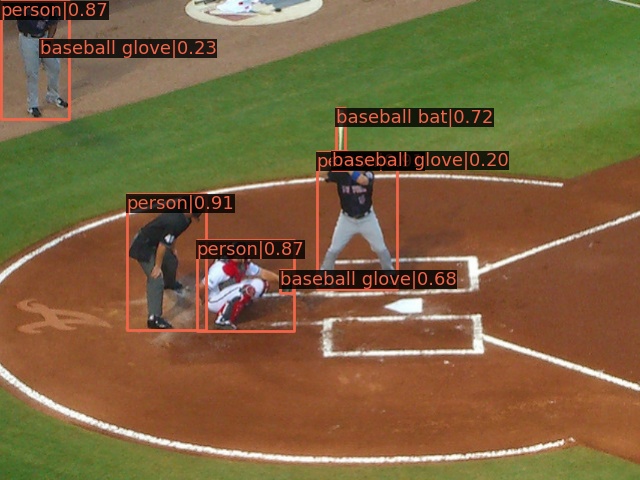 person|0.87
baseball glove|0.23
baseball bat|0.72
baseball glove|0.20
person|0.91
person|0.87
baseball glove|0.68